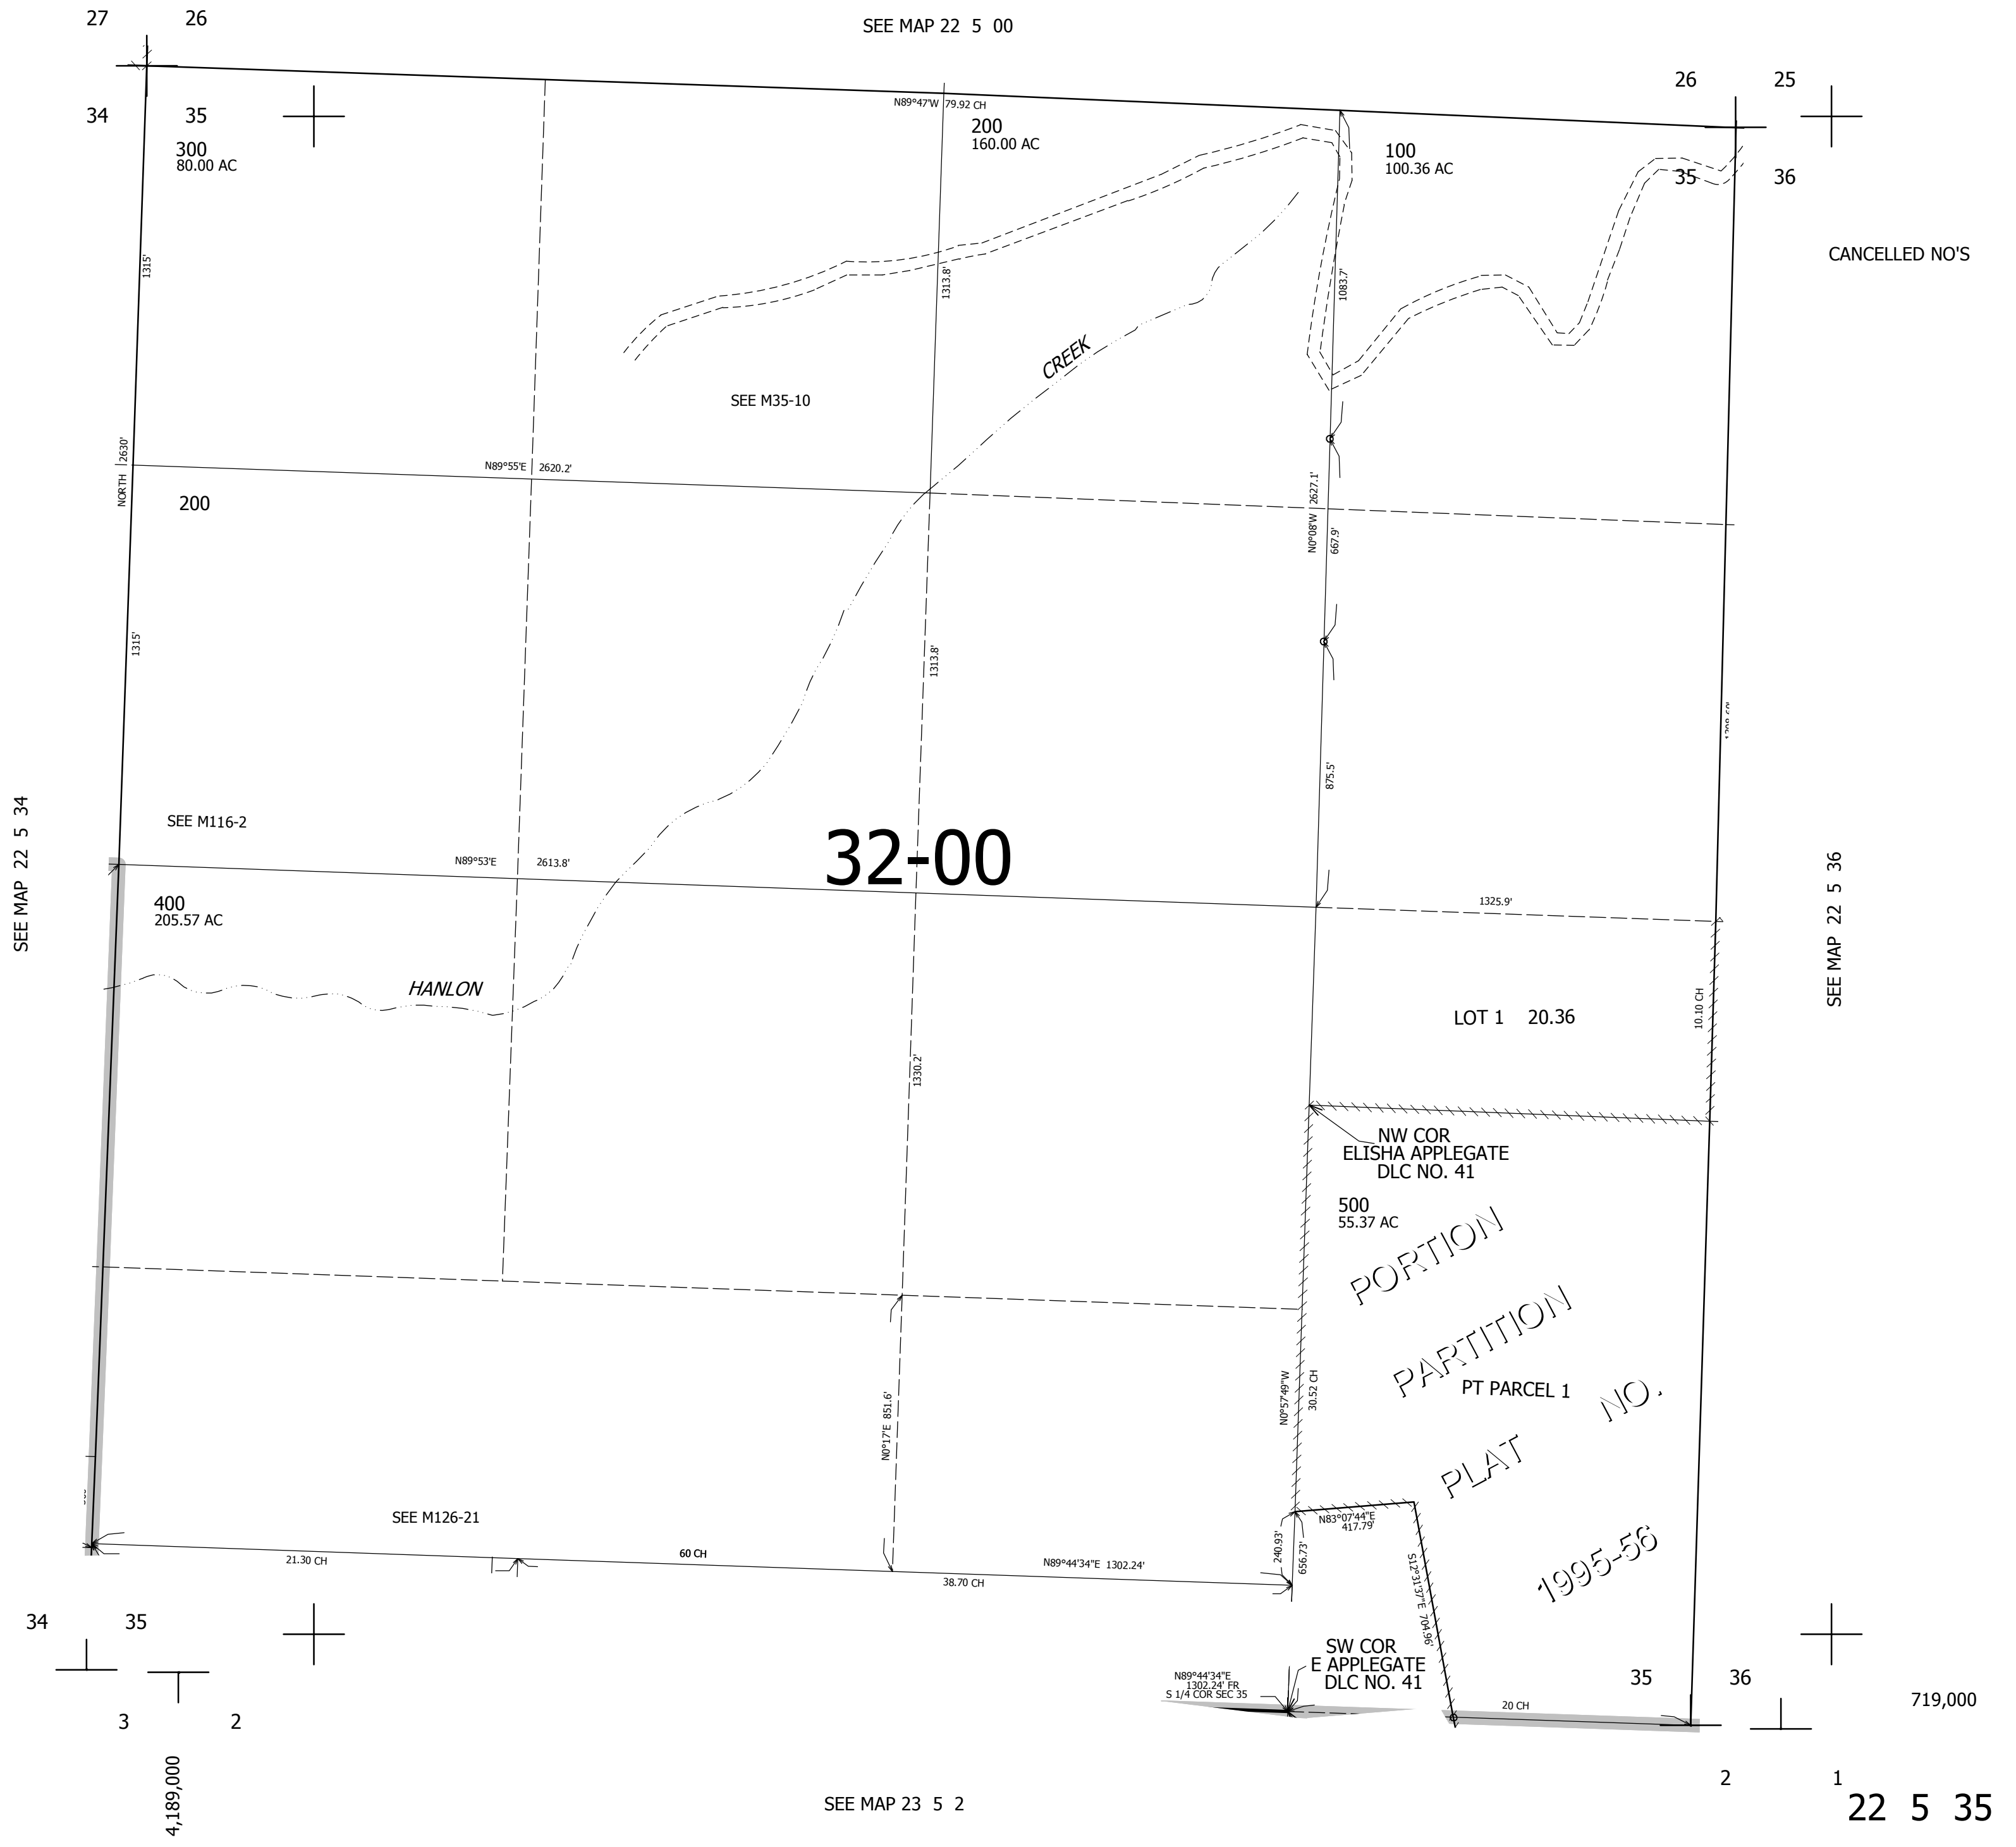 27 26
SEE MAP 22 5 00
26 25
34 35
35 36
N89°47'W 79.92 CH
300
80.00 AC
200
160.00 AC
100
100.36 AC
CANCELLED NO'S
1315'
1313.8'
1083.7'
CREEK
SEE M35-10
NORTH 2630'
N89°55'E 2620.2'
N0°08'W 2627.1'
667.9'
200
1315'
1313.8'
875.5'
SEE M116-2
32-00
N89°53'E 2613.8'
SEE MAP 22 5 34
SEE MAP 22 5 36
400
205.57 AC
1325.9'
HANLON
LOT 1 20.36
10.10 CH
1330.2'
NW COR
ELISHA APPLEGATE
DLC NO. 41
500
55.37 AC
PORTION
PARTITION
PT PARCEL 1
NO.
PLAT
1995-56
N0°57'49"W
30.52 CH
N0°17'E 851.6'
SEE M126-21
N83°07'44"E
417.79'
240.93'
656.73'
S12°31'37"E 704.96'
21.30 CH
60 CH
N89°44'34"E 1302.24'
38.70 CH
34 35
SW COR
E APPLEGATE
DLC NO. 41
N89°44'34"E
1302.24' FR
S 1/4 COR SEC 35
35 36
20 CH
719,000
3 2
4,189,000
2 1
SEE MAP 23 5 2
22 5 35